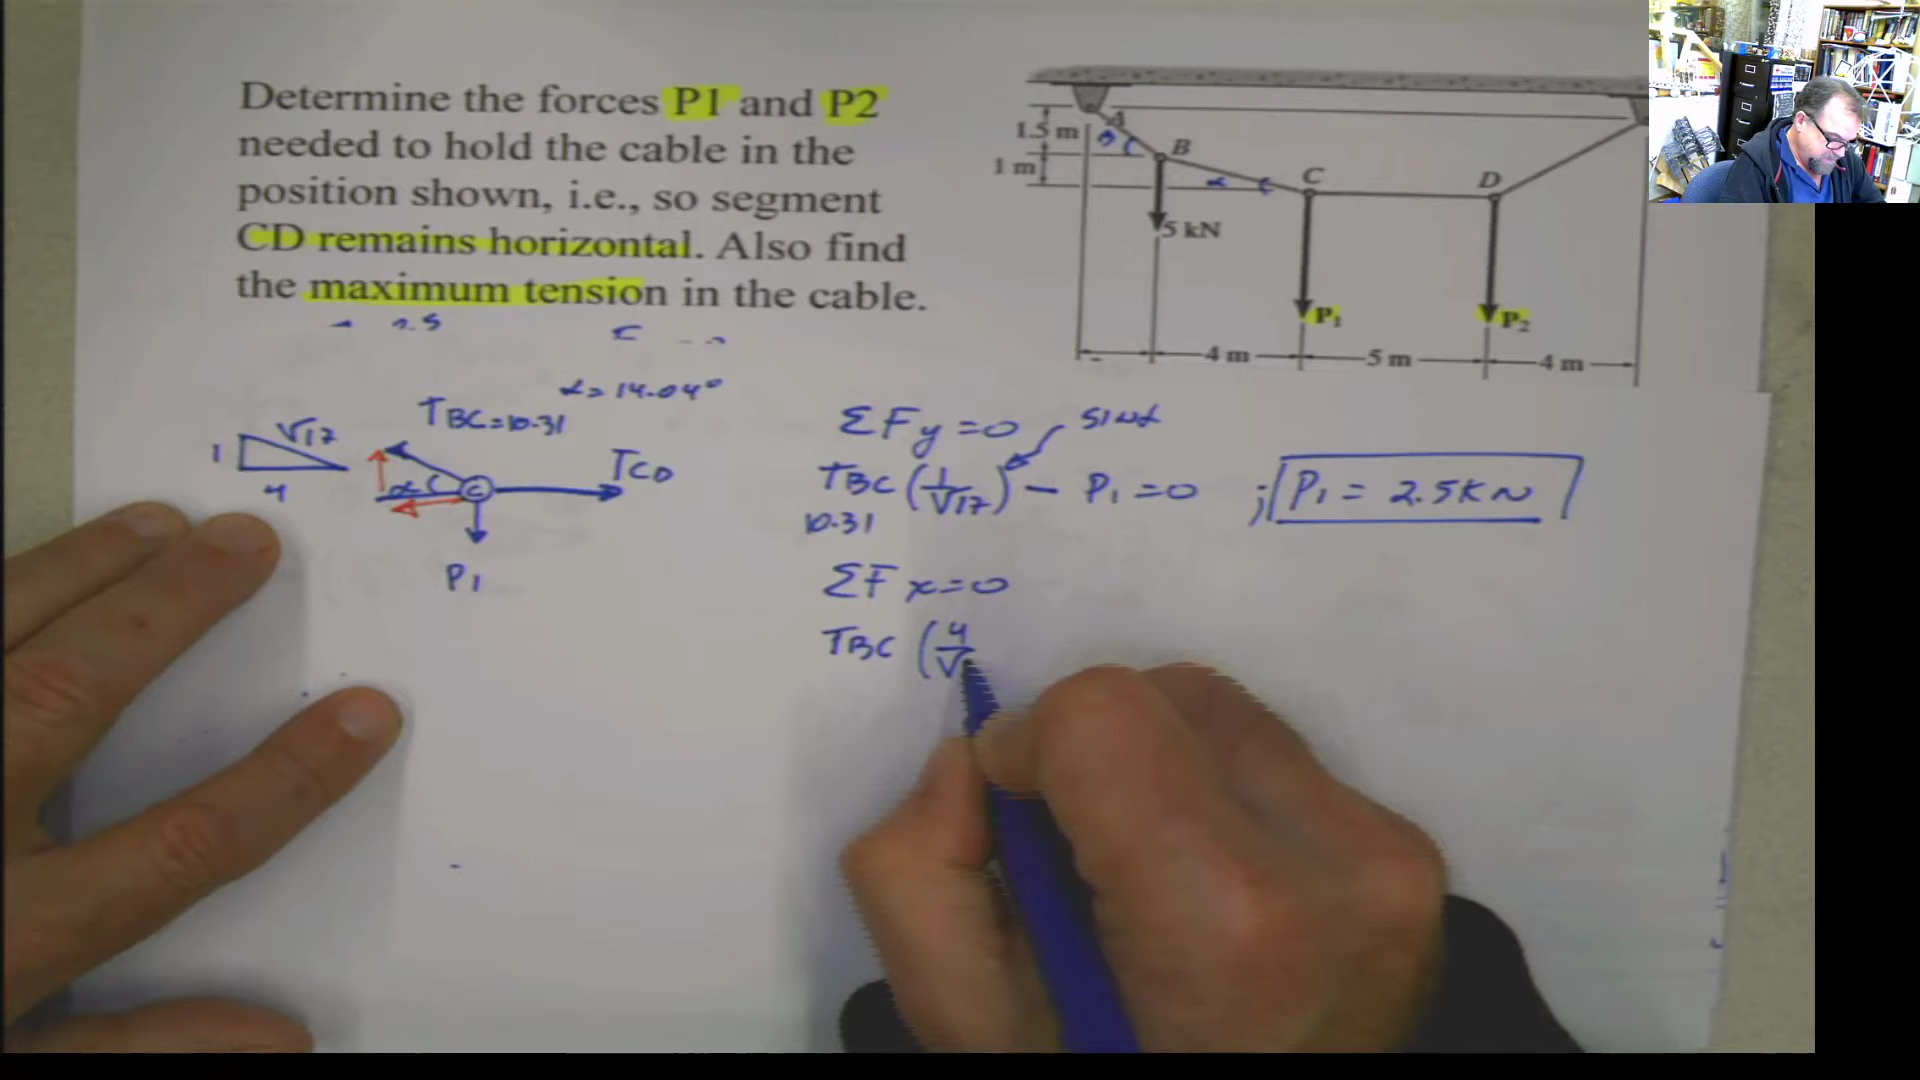 Determine the forces P1 and P2
needed to hold the cable in the
position shown, i.e., so segment
CD remains horizontal. Also find
the maximum tension in the cable.
A
1.5 m
B
1 m
α
C
D
5 kN
P₁
P₂
4 m
5 m
4 m
α = 14.04°
TBC = 10.31
1
√17
4
α
C
TCD
P1
ΣFy = 0
sinα
TBC (1/√17) - P1 = 0 ; P1 = 2.5KN
10.31
ΣFx = 0
TBC (4/√